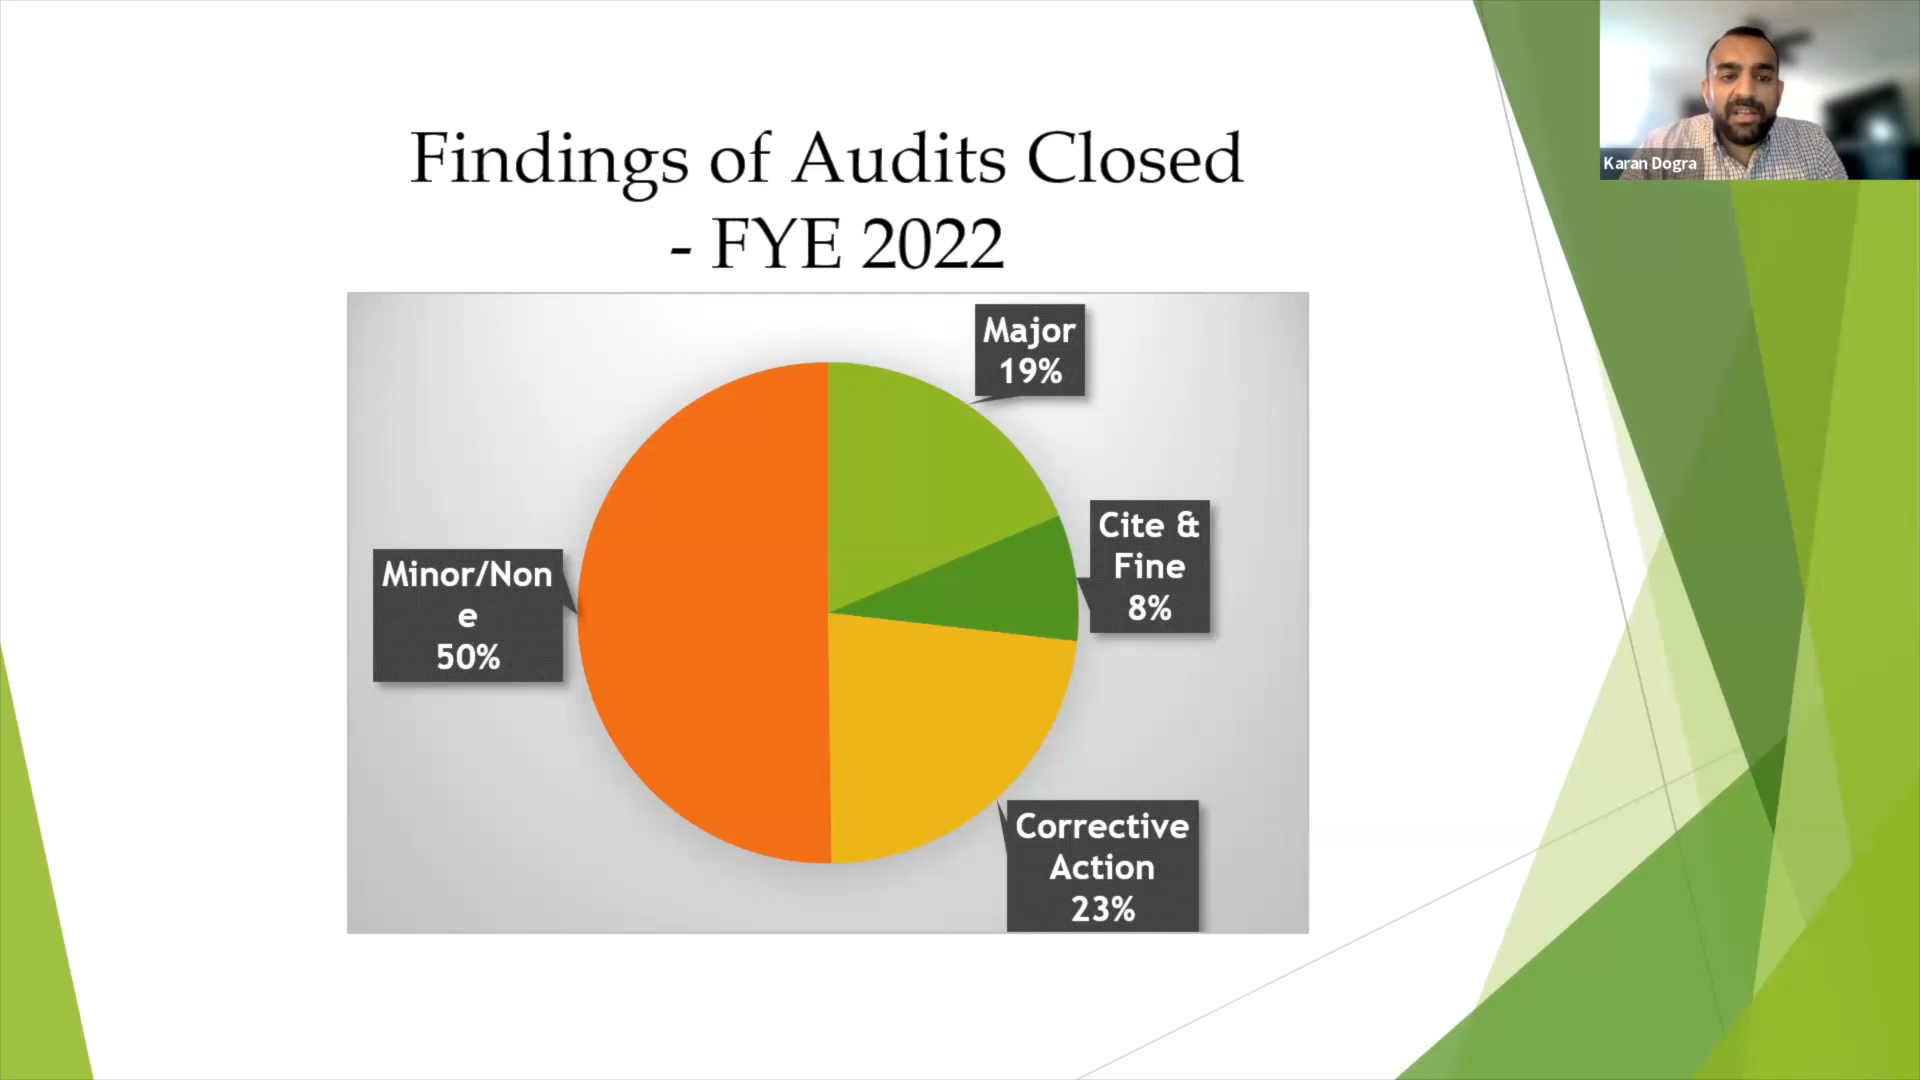 Findings of Audits Closed
- FYE 2022
Major
19%
Cite &
Fine
8%
Minor/Non
e
50%
Corrective
Action
23%
Karan Dogra